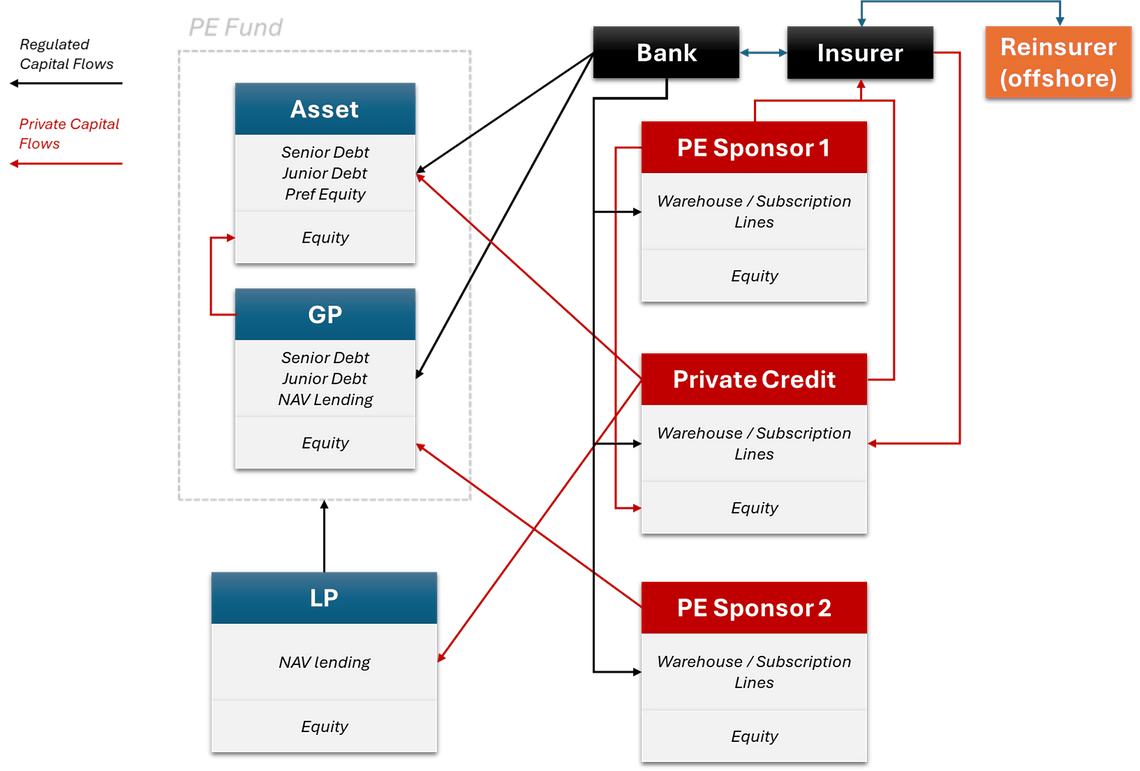 PE Fund
Regulated
Capital Flows
Private Capital
Flows
Bank
Insurer
Reinsurer
(offshore)
Asset
Senior Debt
Junior Debt
Pref Equity
Equity
GP
Senior Debt
Junior Debt
NAV Lending
Equity
LP
NAV lending
Equity
PE Sponsor 1
Warehouse / Subscription
Lines
Equity
Private Credit
Warehouse / Subscription
Lines
Equity
PE Sponsor 2
Warehouse / Subscription
Lines
Equity